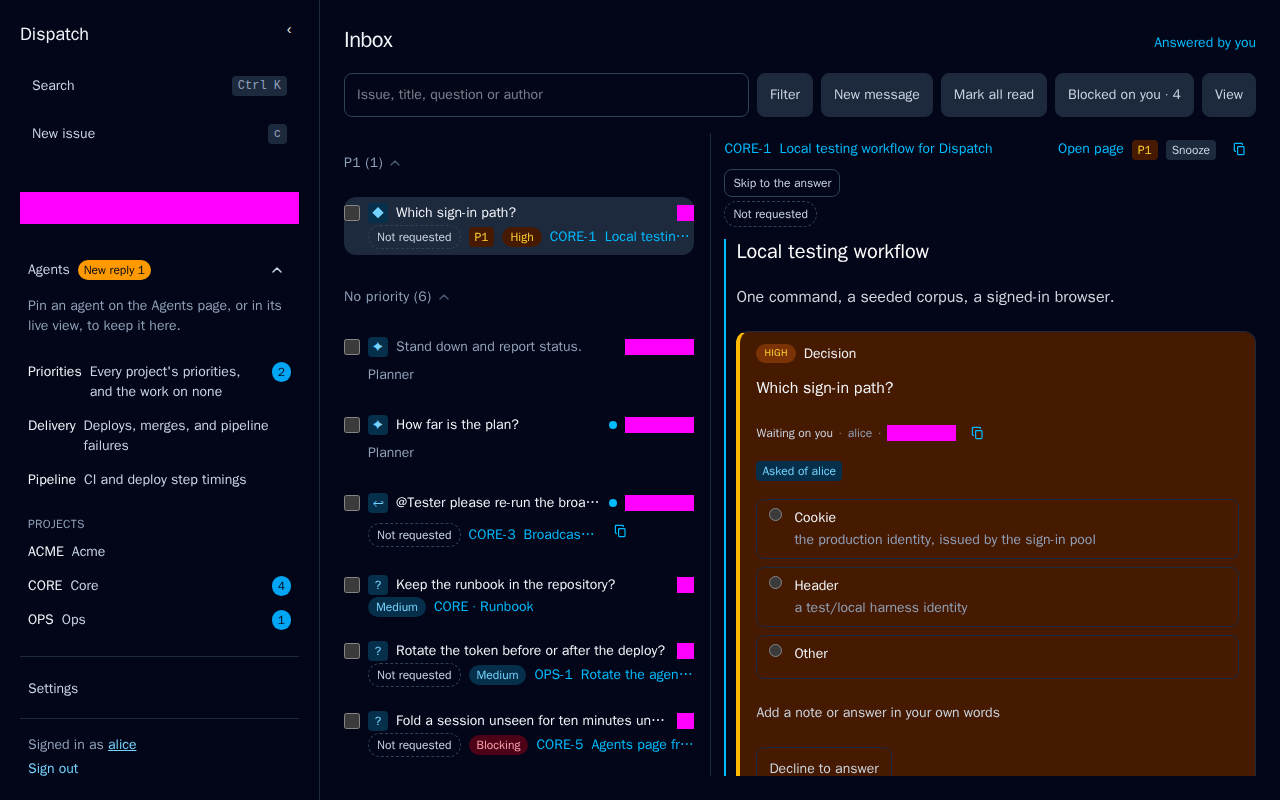 Dispatch
Search Ctrl K
New issue C
Agents New reply 1
Pin an agent on the Agents page, or in its
live view, to keep it here.
Priorities Every project's priorities,
and the work on none
2
Delivery Deploys, merges, and pipeline
failures
Pipeline CI and deploy step timings
PROJECTS
ACME Acme
CORE Core 4
OPS Ops 1
Settings
Signed in as alice
Sign out
Inbox
Answered by you
Issue, title, question or author
Filter
New message
Mark all read
Blocked on you · 4
View
P1 (1)
Which sign-in path?
Not requested P1 High CORE-1 Local testin…
No priority (6)
Stand down and report status.
Planner
How far is the plan?
Planner
@Tester please re-run the broa…
Not requested CORE-3 Broadcas…
? Keep the runbook in the repository?
Medium CORE · Runbook
? Rotate the token before or after the deploy?
Not requested Medium OPS-1 Rotate the agen…
? Fold a session unseen for ten minutes un…
Not requested Blocking CORE-5 Agents page fr…
CORE-1 Local testing workflow for Dispatch
Open page P1 Snooze
Skip to the answer
Not requested
Local testing workflow
One command, a seeded corpus, a signed-in browser.
HIGH Decision
Which sign-in path?
Waiting on you · alice ·
Asked of alice
Cookie
the production identity, issued by the sign-in pool
Header
a test/local harness identity
Other
Add a note or answer in your own words
Decline to answer